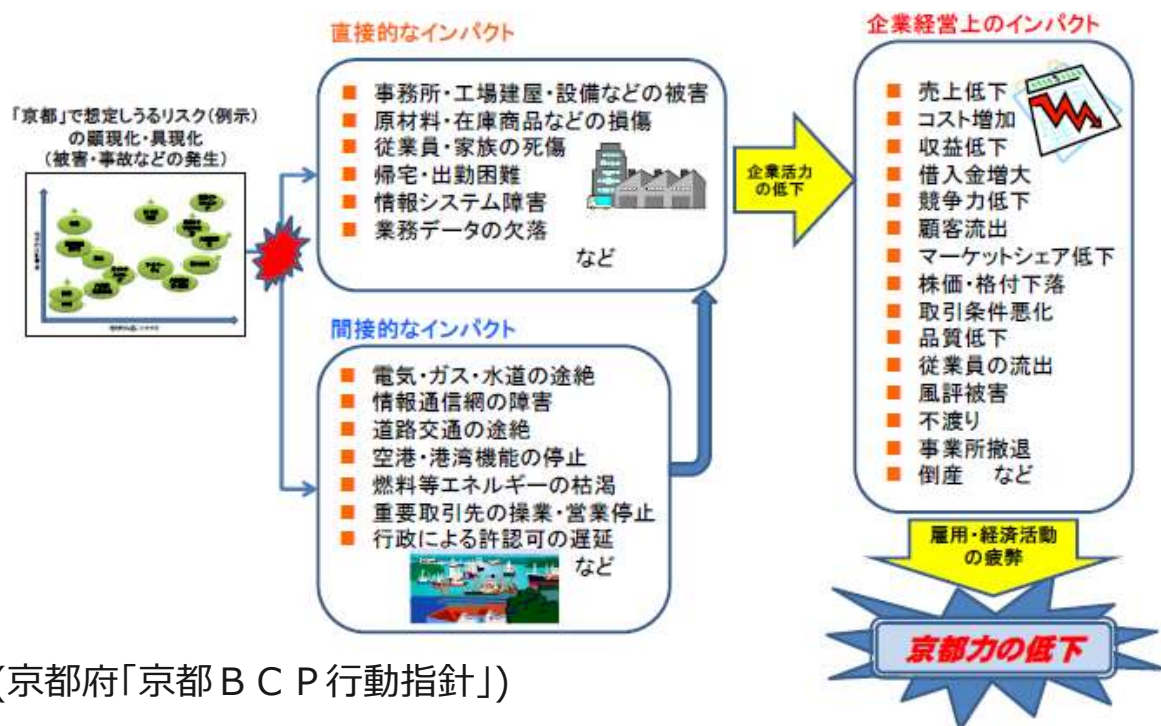 「京都」で想定しうるリスク(例示)
の顕現化・具現化
(被害・事故などの発生)
直接的なインパクト
事務所・工場建屋・設備などの被害
原材料・在庫商品などの損傷
従業員・家族の死傷
帰宅・出勤困難
情報システム障害
業務データの欠落
など
間接的なインパクト
電気・ガス・水道の途絶
情報通信網の障害
道路交通の途絶
空港・港湾機能の停止
燃料等エネルギーの枯渇
重要取引先の操業・営業停止
行政による許認可の遅延
など
企業活力
の低下
企業経営上のインパクト
売上低下
コスト増加
収益低下
借入金増大
競争力低下
顧客流出
マーケットシェア低下
株価・格付下落
取引条件悪化
品質低下
従業員の流出
風評被害
不渡り
事業所撤退
倒産 など
雇用・経済活動
の疲弊
京都力の低下
(京都府「京都ＢＣＰ行動指針」)